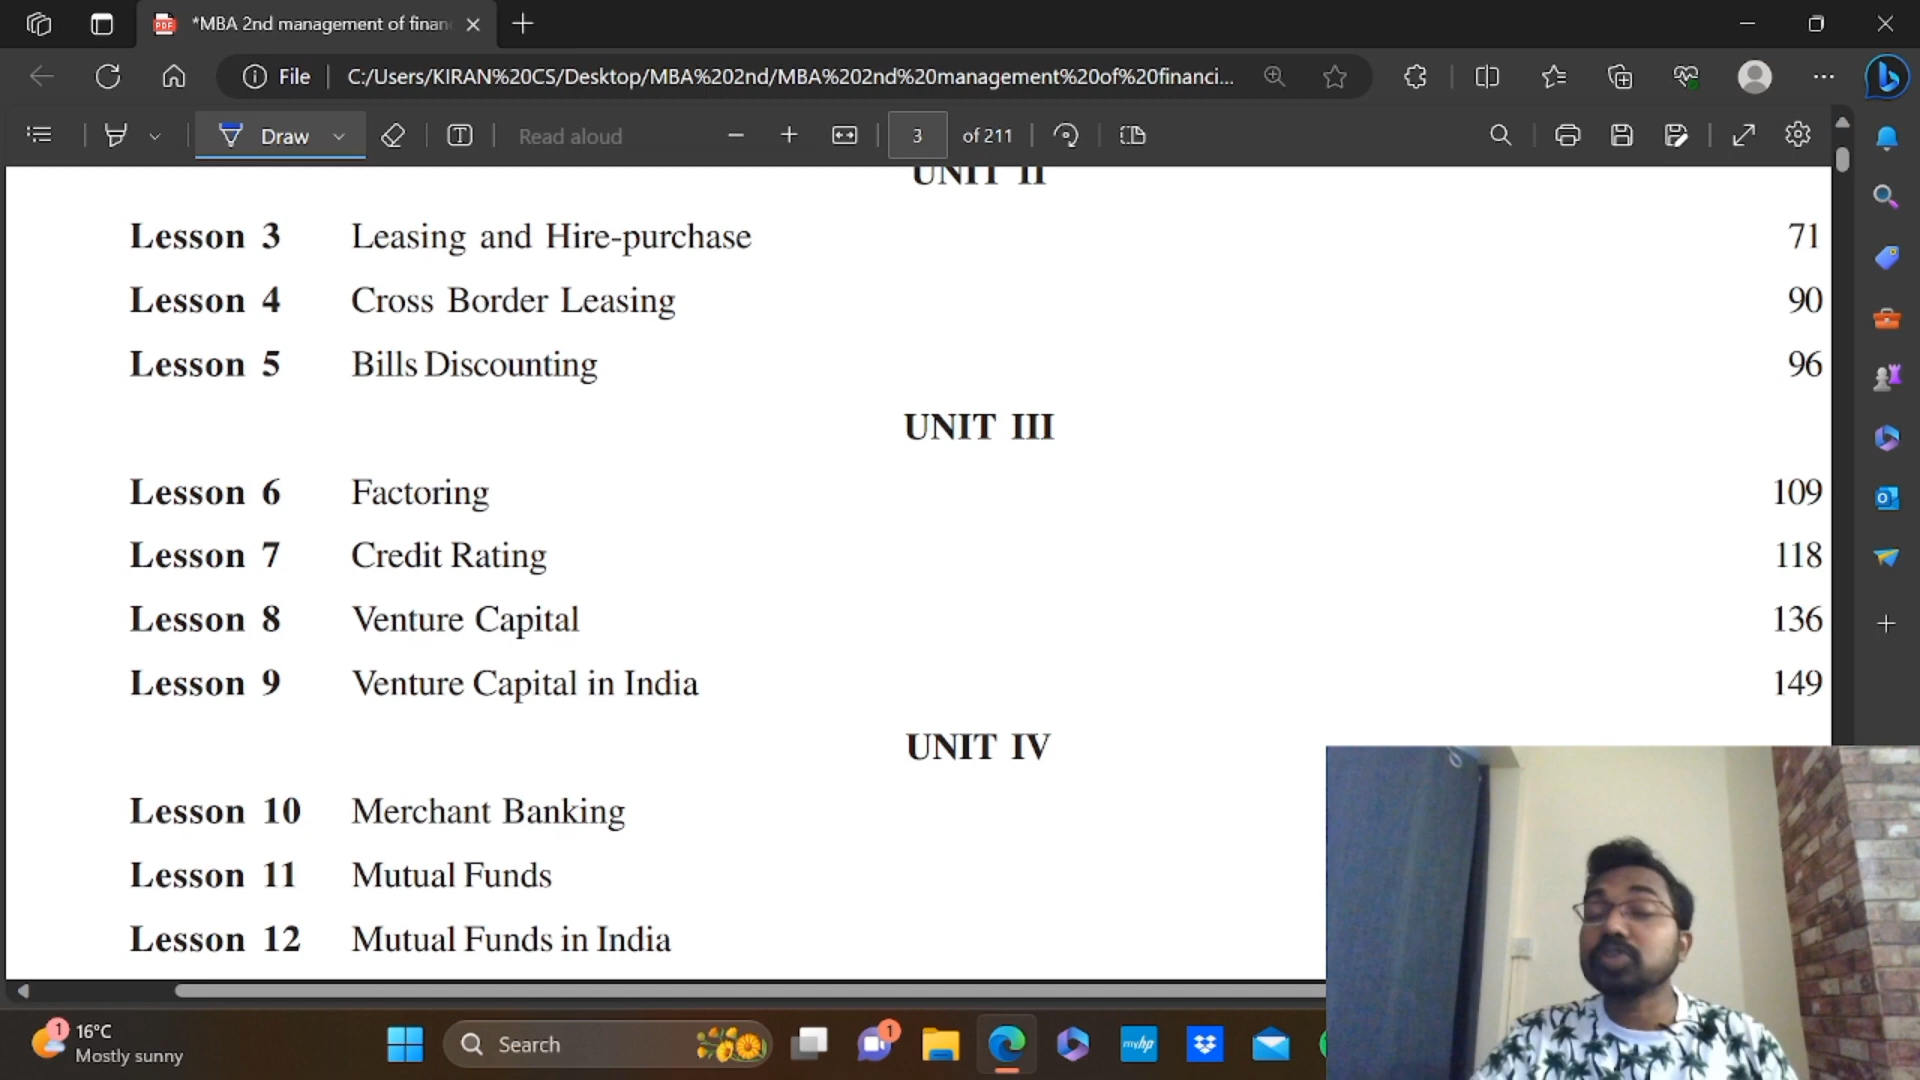 *MBA 2nd management of finan
File
C:/Users/KIRAN%20CS/Desktop/MBA%202nd/MBA%202nd%20management%20of%20financi...
Draw
Read aloud
3
of 211
UNIT II
Lesson 3 Leasing and Hire-purchase 71
Lesson 4 Cross Border Leasing 90
Lesson 5 Bills Discounting 96
UNIT III
Lesson 6 Factoring 109
Lesson 7 Credit Rating 118
Lesson 8 Venture Capital 136
Lesson 9 Venture Capital in India 149
UNIT IV
Lesson 10 Merchant Banking
Lesson 11 Mutual Funds
Lesson 12 Mutual Funds in India
1
16°C
Mostly sunny
Search
1
myhp